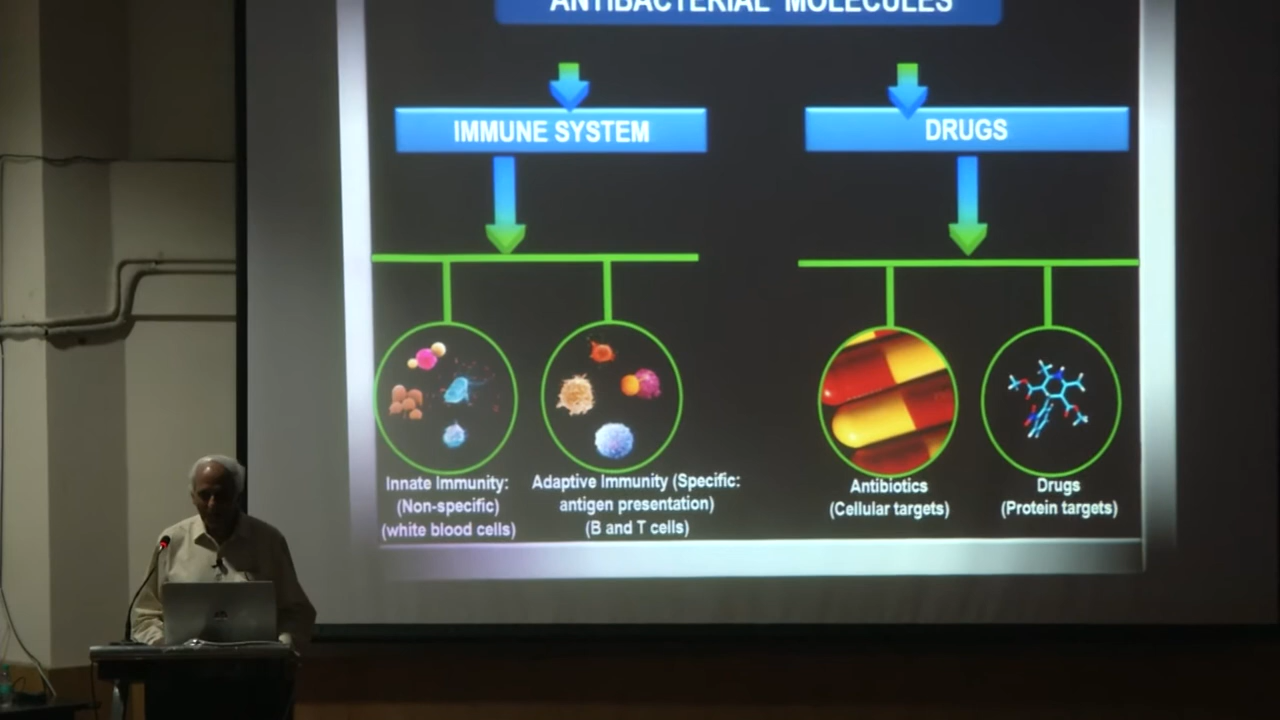 ANTIBACTERIAL MOLECULES
IMMUNE SYSTEM
DRUGS
Innate Immunity:
(Non-specific)
(white blood cells)
Adaptive Immunity (Specific:
antigen presentation)
(B and T cells)
Antibiotics
(Cellular targets)
Drugs
(Protein targets)